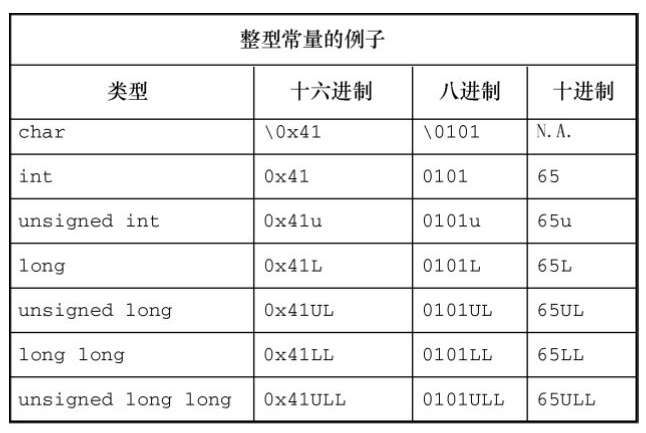 整型常量的例子
类型 十六进制 八进制 十进制
char \0x41 \0101 N.A.
int 0x41 0101 65
unsigned int 0x41u 0101u 65u
long 0x41L 0101L 65L
unsigned long 0x41UL 0101UL 65UL
long long 0x41LL 0101LL 65LL
unsigned long long 0x41ULL 0101ULL 65ULL